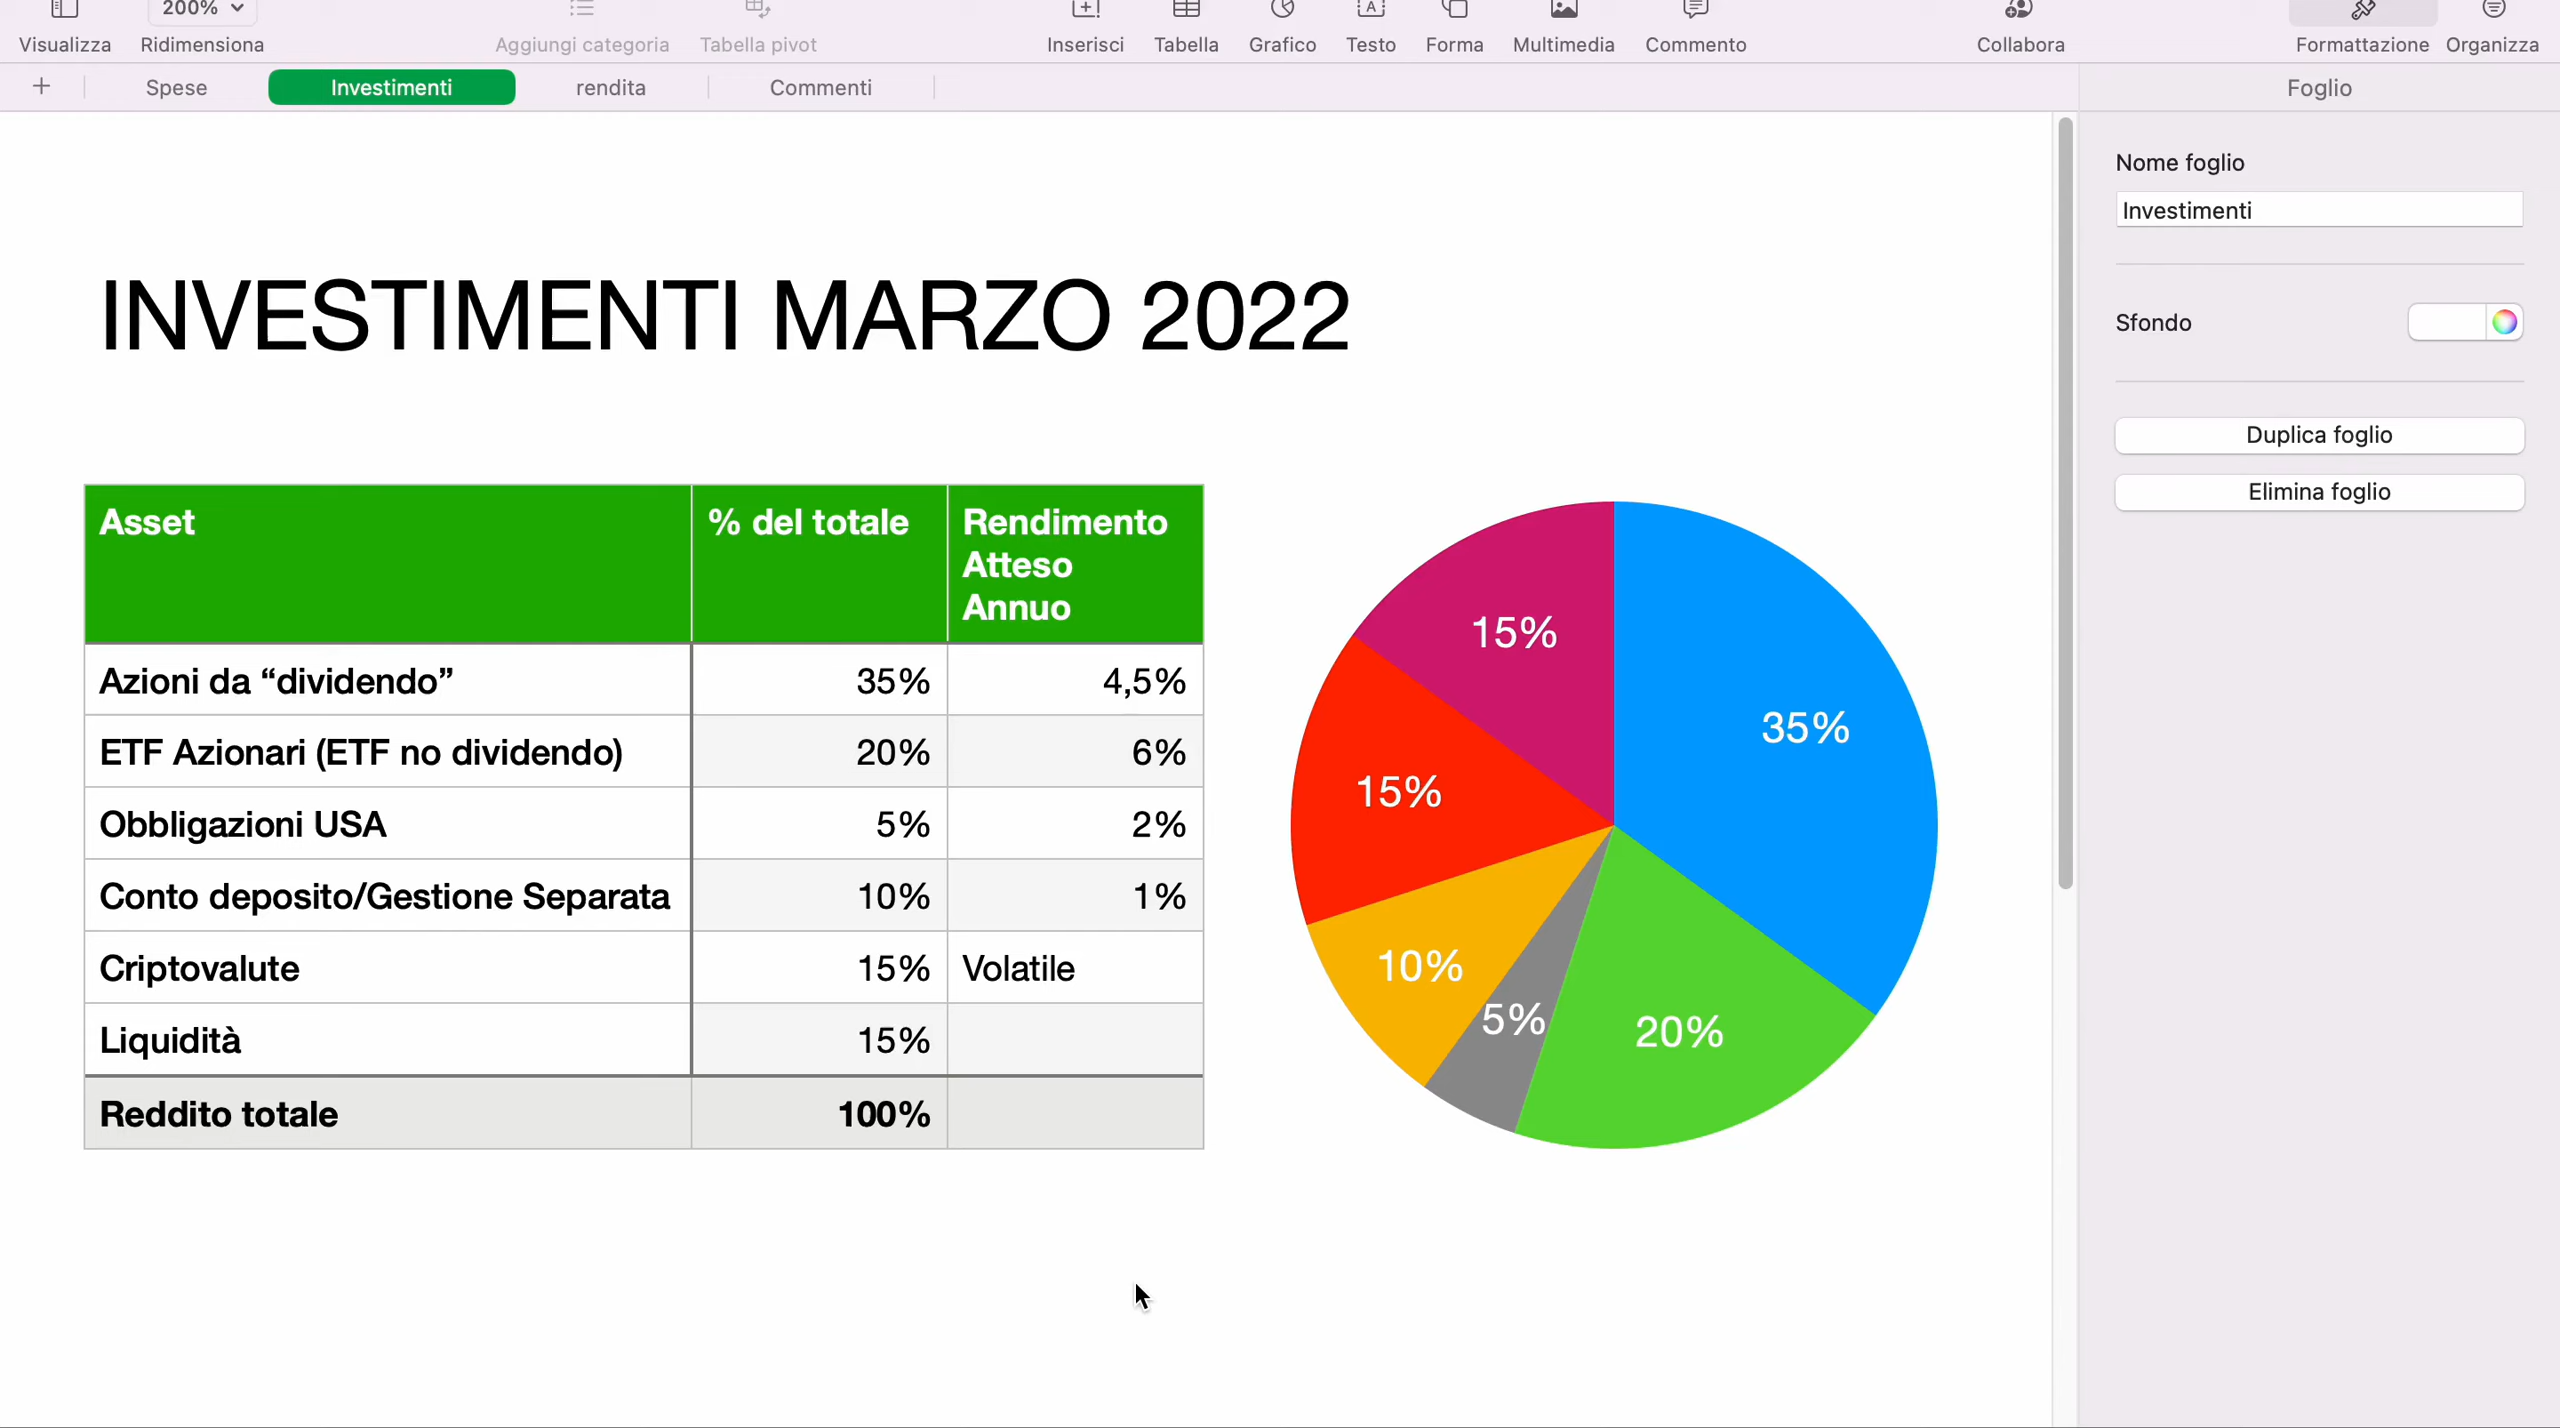 200%
Visualizza
Ridimensiona
Aggiungi categoria
Tabella pivot
Inserisci
Tabella
Grafico
Testo
Forma
Multimedia
Commento
Collabora
Formattazione
Organizza
Spese
Investimenti
rendita
Commenti
Foglio
Nome foglio
Investimenti
Sfondo
Duplica foglio
Elimina foglio
INVESTIMENTI MARZO 2022
Asset
% del totale
Rendimento
Atteso
Annuo
Azioni da “dividendo”
35%
4,5%
ETF Azionari (ETF no dividendo)
20%
6%
Obbligazioni USA
5%
2%
Conto deposito/Gestione Separata
10%
1%
Criptovalute
15%
Volatile
Liquidità
15%
Reddito totale
100%
15%
35%
15%
10%
5%
20%